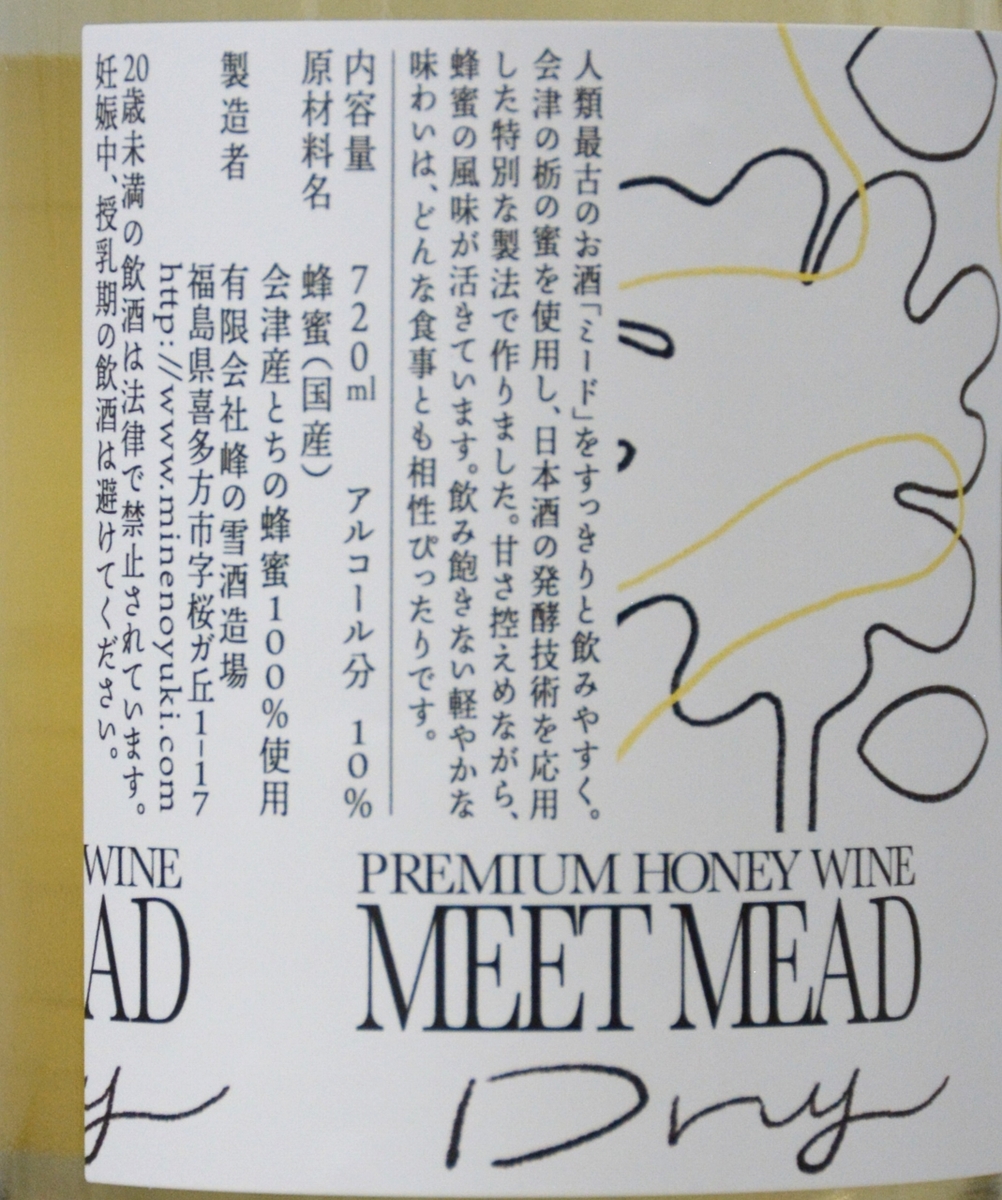 人類最古のお酒「ミード」をすっきりと飲みやすく。
会津の栃の蜜を使用し、日本酒の発酵技術を応用
した特別な製法で作りました。甘さ控えめながら、
蜂蜜の風味が活きています。飲み飽きない軽やかな
味わいは、どんな食事とも相性ぴったりです。
内容量 720ml アルコール分 10%
原材料名 蜂蜜(国産)
会津産とちの蜂蜜100%使用
製造者 有限会社峰の雪酒造場
福島県喜多方市字桜ガ丘1-17
http://www.minenoyuki.com
20歳未満の飲酒は法律で禁止されています。
妊娠中、授乳期の飲酒は避けてください。
WINE
AD
y
PREMIUM HONEY WINE
MEET MEAD
Dry